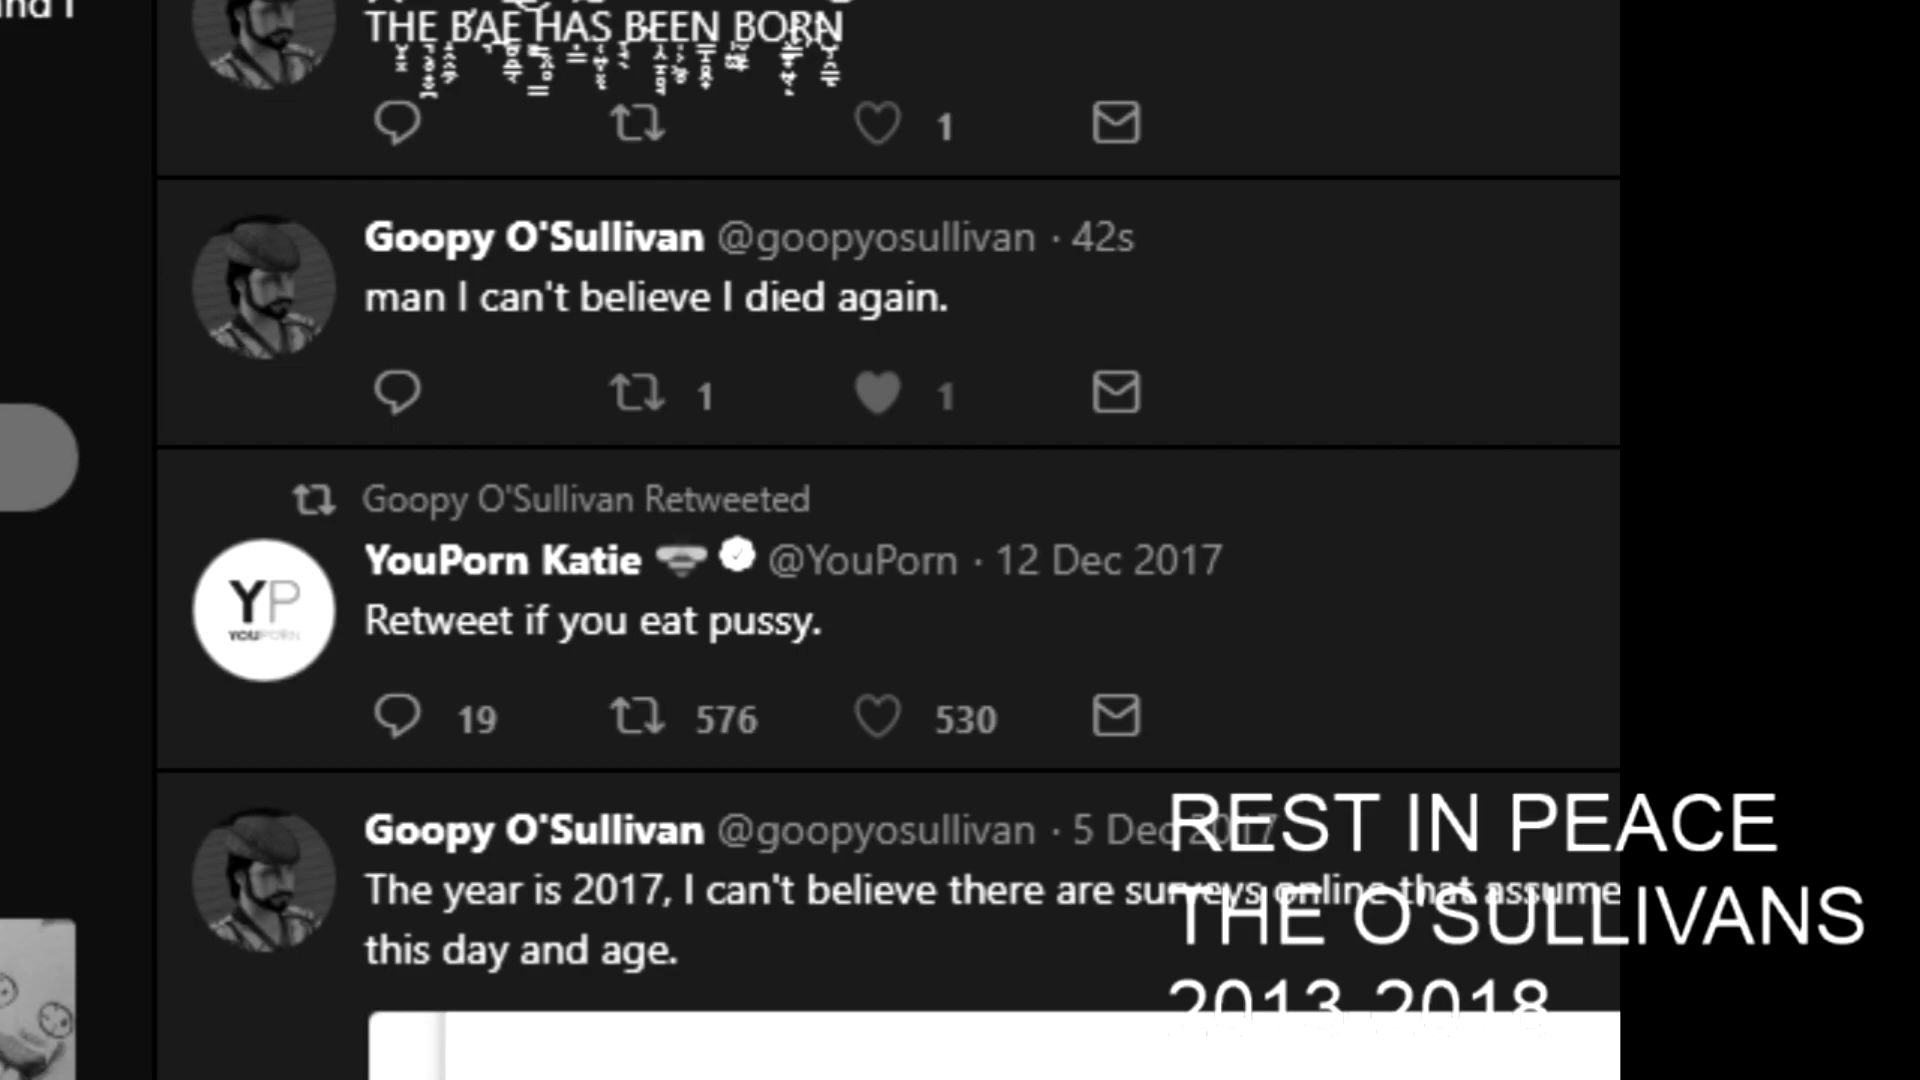 THE BAE HAS BEEN BORN
1
Goopy O'Sullivan @goopyosullivan · 42s
man I can't believe I died again.
1 1
Goopy O'Sullivan Retweeted
YouPorn Katie @YouPorn · 12 Dec 2017
YP
YOUPORN
Retweet if you eat pussy.
19 576 530
Goopy O'Sullivan @goopyosullivan · 5 Dec 2017
The year is 2017, I can't believe there are surveys online that assume
this day and age.
REST IN PEACE
THE O'SULLIVANS
2013-2018